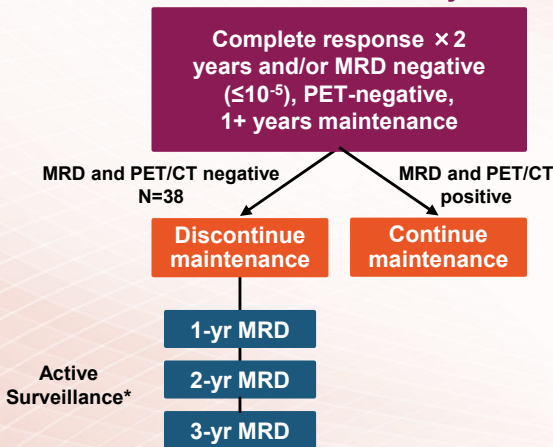 Complete response ×2
years and/or MRD negative
(≤10⁻⁵), PET-negative,
1+ years maintenance
MRD and PET/CT negative
N=38
MRD and PET/CT
positive
Discontinue
maintenance
Continue
maintenance
1-yr MRD
Active
Surveillance*
2-yr MRD
3-yr MRD